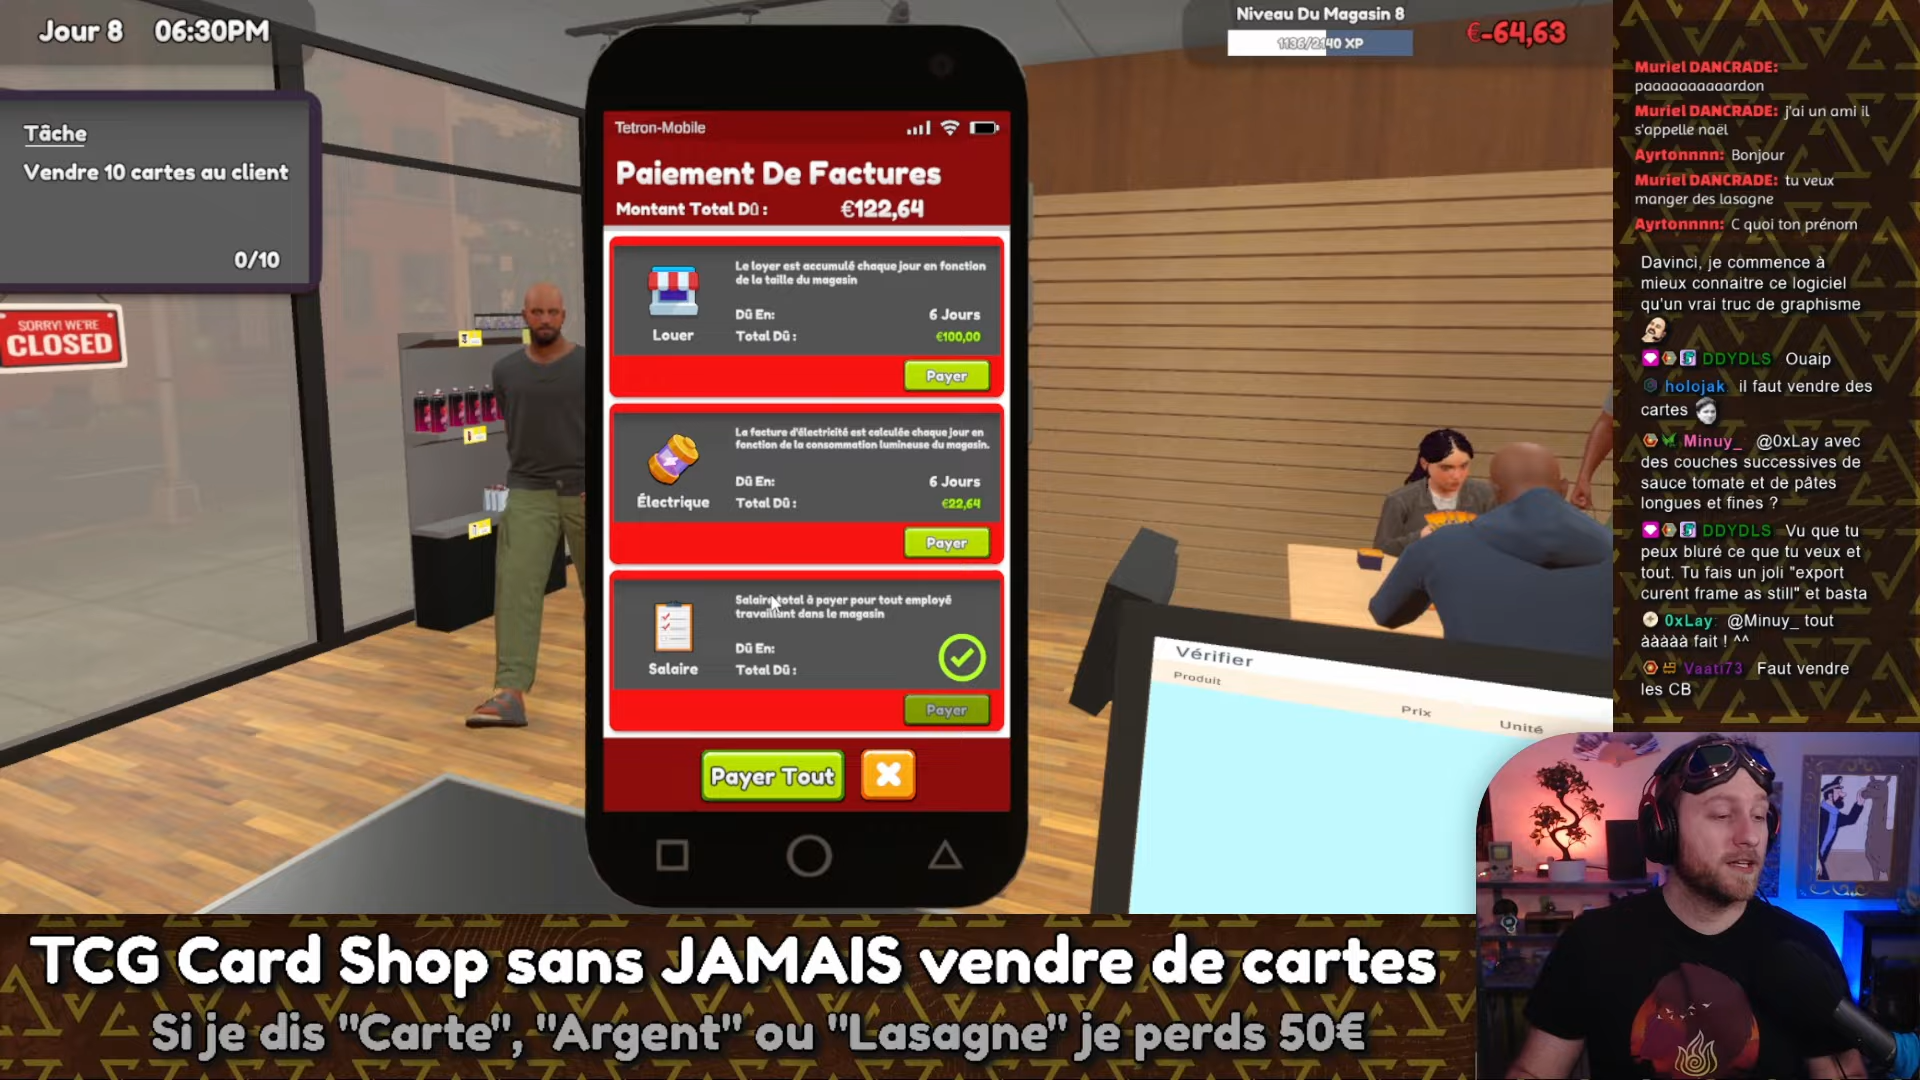 Jour 8 06:30PM
Niveau Du Magasin 8
€-64,63
Tâche
Vendre 10 cartes au client
0/10
SORRY! WE'RE
CLOSED
Tetron-Mobile
Paiement De Factures
Montant Total Dû : €122,64
Le loyer est accumulé chaque jour en fonction
de la taille du magasin
Dû En: 6 Jours
Total Dû : €100,00
Louer
Payer
La facture d'électricité est calculée chaque jour en
fonction de la consommation lumineuse du magasin.
Dû En: 6 Jours
Total Dû : €22,64
Électrique
Payer
Salaire total à payer pour tout employé
travaillant dans le magasin
Dû En:
Total Dû :
Salaire
Payer
Payer Tout
Vérifier
Produit
Prix
Unité
Muriel DANCRADE:
paaaaaaaaaardon
Muriel DANCRADE: j'ai un ami il
s'appelle naël
Ayrtonnnn: Bonjour
Muriel DANCRADE: tu veux
manger des lasagne
Ayrtonnnn: C quoi ton prénom
Davinci, je commence à
mieux connaitre ce logiciel
qu'un vrai truc de graphisme
DDYDLS Ouaip
holojak: il faut vendre des
cartes
Minuy_ @0xLay avec
des couches successives de
sauce tomate et de pâtes
longues et fines ?
DDYDLS Vu que tu
peux bluré ce que tu veux et
tout. Tu fais un joli "export
curent frame as still" et basta
0xLay: @Minuy_ tout
àààààà fait ! ^^
Vaati73 Faut vendre
les CB
TCG Card Shop sans JAMAIS vendre de cartes
Si je dis "Carte", "Argent" ou "Lasagne" je perds 50€